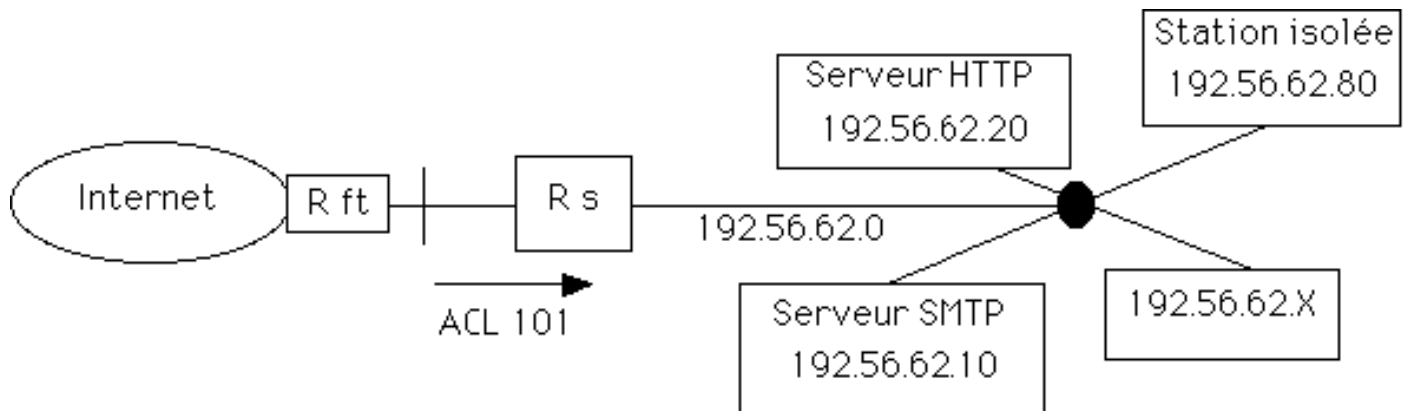 Station isolée
192.56.62.80
Serveur HTTP
192.56.62.20
Internet
R ft
R s
192.56.62.0
ACL 101
Serveur SMTP
192.56.62.10
192.56.62.X